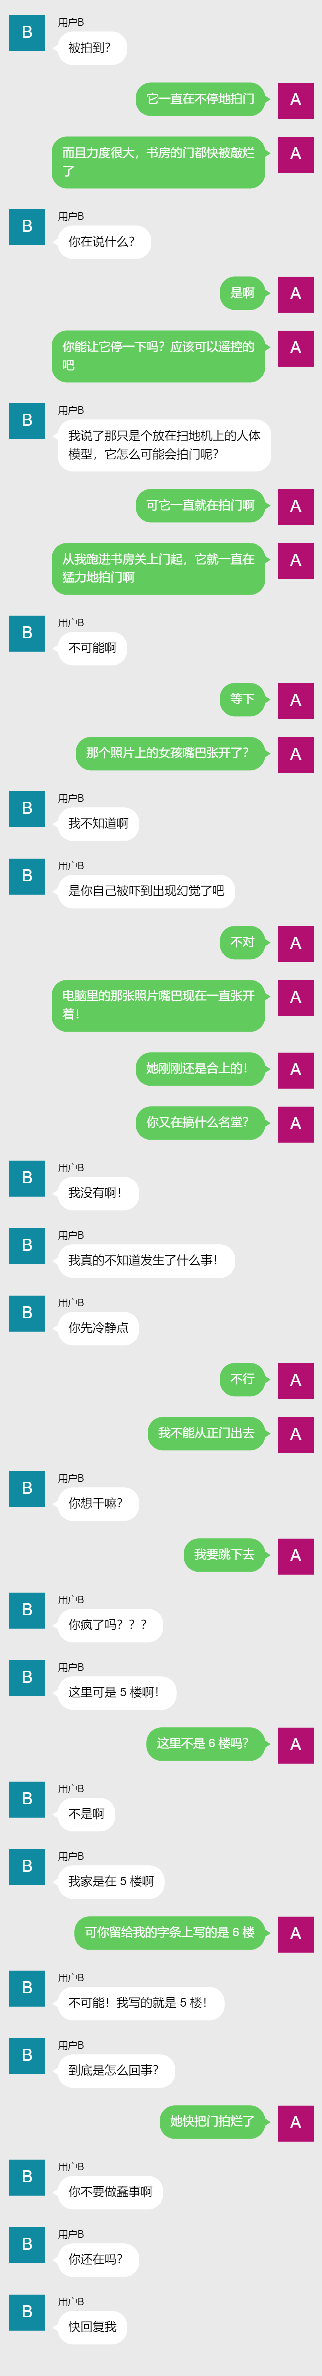 用户B
B
被拍到？
它一直在不停地拍门
A
而且力度很大，书房的门都快被敲烂
了
A
用户B
B
你在说什么？
是啊
A
你能让它停一下吗？应该可以遥控的
吧
A
用户B
B
我说了那只是个放在扫地机上的人体
模型，它怎么可能会拍门呢？
可它一直就在拍门啊
A
从我跑进书房关上门起，它就一直在
猛力地拍门啊
A
用户B
B
不可能啊
等下
A
那个照片上的女孩嘴巴张开了？
A
用户B
B
我不知道啊
用户B
B
是你自己被吓到出现幻觉了吧
不对
A
电脑里的那张照片嘴巴现在一直张开
着！
A
她刚刚还是合上的！
A
你又在搞什么名堂？
A
用户B
B
我没有啊！
用户B
B
我真的不知道发生了什么事！
用户B
B
你先冷静点
不行
A
我不能从正门出去
A
用户B
B
你想干嘛？
我要跳下去
A
用户B
B
你疯了吗？？？
用户B
B
这里可是 5 楼啊！
这里不是 6 楼吗？
A
用户B
B
不是啊
用户B
B
我家是在 5 楼啊
可你留给我的字条上写的是 6 楼
A
用户B
B
不可能！我写的就是 5 楼！
用户B
B
到底是怎么回事？
她快把门拍烂了
A
用户B
B
你不要做蠢事啊
用户B
B
你还在吗？
用户B
B
快回复我